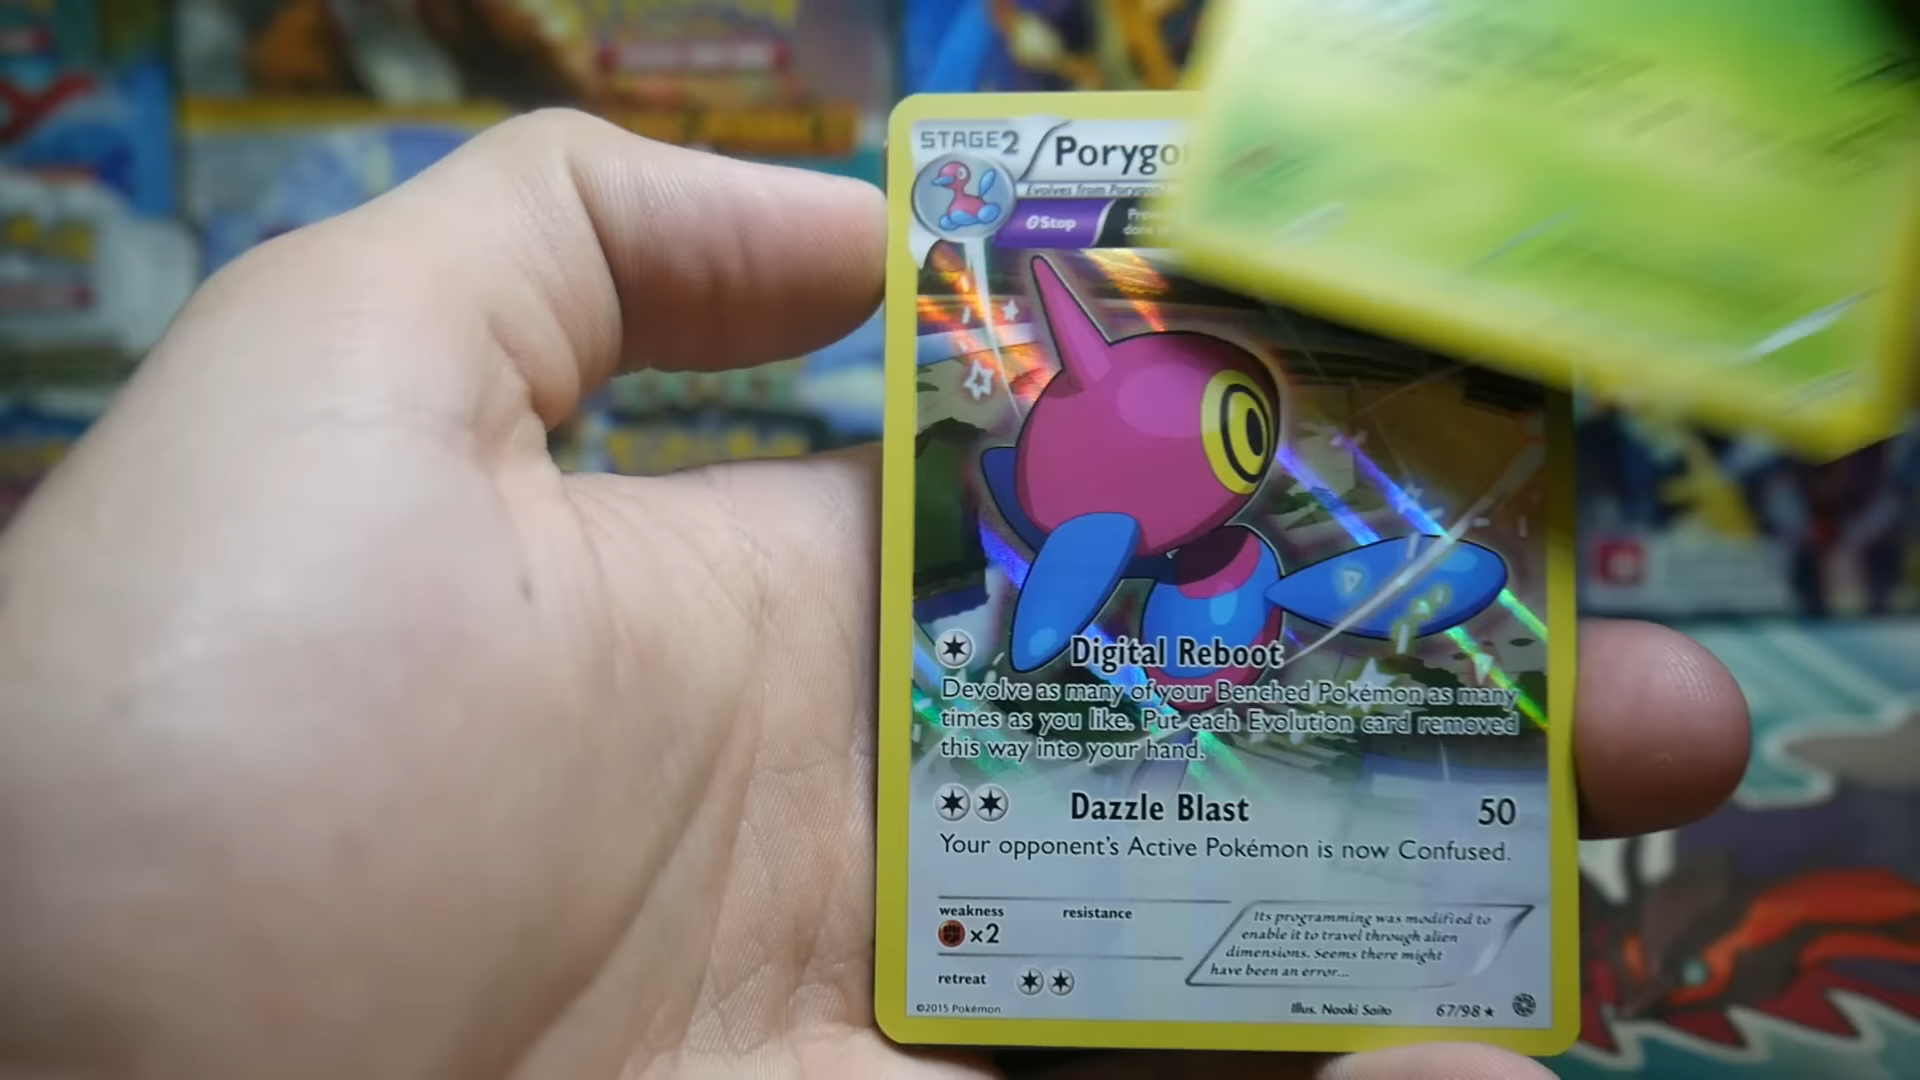 STAGE2
Porygo
Evolves from Porygon2
θStop
Digital Reboot
Devolve as many of your Benched Pokémon as many
times as you like. Put each Evolution card removed
this way into your hand.
Dazzle Blast 50
Your opponent's Active Pokémon is now Confused.
weakness resistance
×2
retreat
Its programming was modified to
enable it to travel through alien
dimensions. Seems there might
have been an error...
©2015 Pokémon
Illus. Naoki Saito
67/98